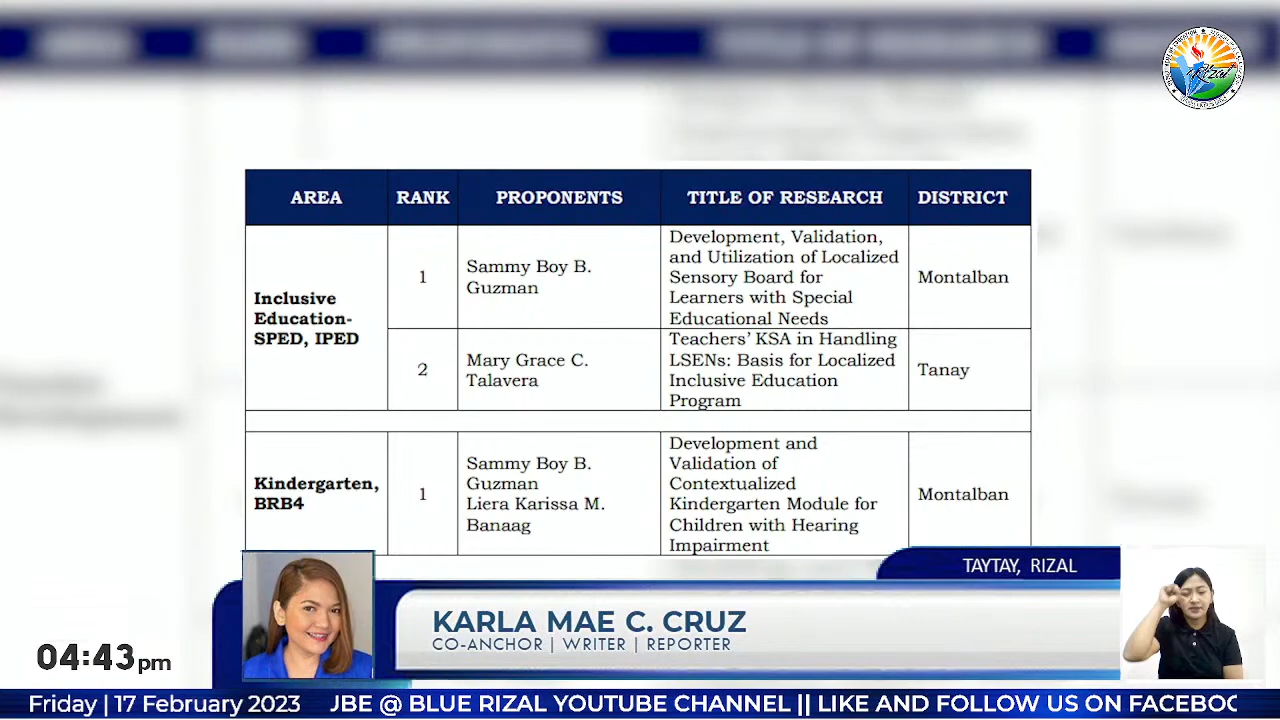 Rizal
AREA RANK PROPONENTS TITLE OF RESEARCH DISTRICT
Inclusive
Education-
SPED, IPED
1
Sammy Boy B.
Guzman
Development, Validation,
and Utilization of Localized
Sensory Board for
Learners with Special
Educational Needs
Montalban
2
Mary Grace C.
Talavera
Teachers' KSA in Handling
LSENs: Basis for Localized
Inclusive Education
Program
Tanay
Kindergarten,
BRB4
1
Sammy Boy B.
Guzman
Liera Karissa M.
Banaag
Development and
Validation of
Contextualized
Kindergarten Module for
Children with Hearing
Impairment
Montalban
TAYTAY, RIZAL
KARLA MAE C. CRUZ
CO-ANCHOR | WRITER | REPORTER
04:43pm
Friday | 17 February 2023
JBE @ BLUE RIZAL YOUTUBE CHANNEL || LIKE AND FOLLOW US ON FACEBOO